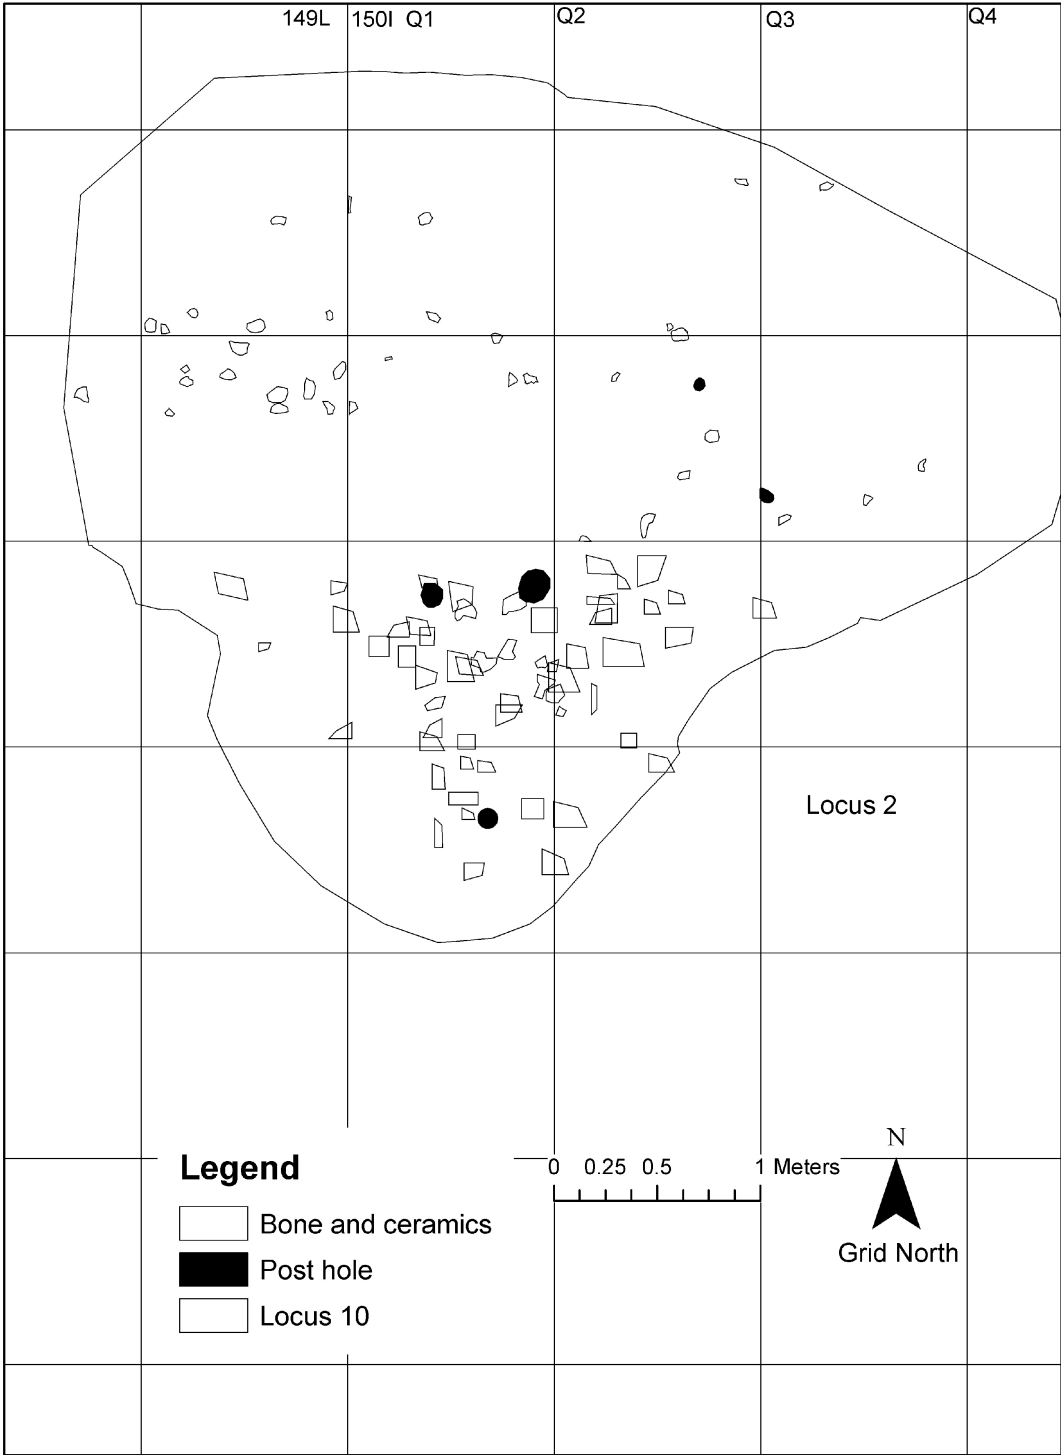 149L 150I Q1 Q2 Q3 Q4
Locus 2
N
Grid North
0 0.25 0.5 1 Meters
Legend
Bone and ceramics
Post hole
Locus 10